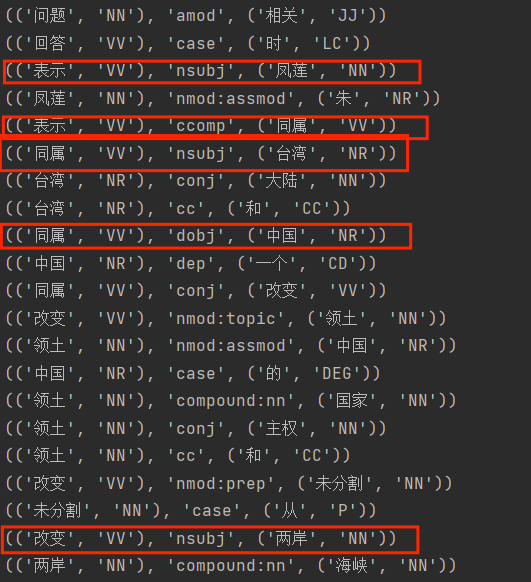 (('问题', 'NN'), 'amod', ('相关', 'JJ'))
(('回答', 'VV'), 'case', ('时', 'LC'))
(('表示', 'VV'), 'nsubj', ('凤莲', 'NN'))
(('凤莲', 'NN'), 'nmod:assmod', ('朱', 'NR'))
(('表示', 'VV'), 'ccomp', ('同属', 'VV'))
(('同属', 'VV'), 'nsubj', ('台湾', 'NR'))
(('台湾', 'NR'), 'conj', ('大陆', 'NN'))
(('台湾', 'NR'), 'cc', ('和', 'CC'))
(('同属', 'VV'), 'dobj', ('中国', 'NR'))
(('中国', 'NR'), 'dep', ('一个', 'CD'))
(('同属', 'VV'), 'conj', ('改变', 'VV'))
(('改变', 'VV'), 'nmod:topic', ('领土', 'NN'))
(('领土', 'NN'), 'nmod:assmod', ('中国', 'NR'))
(('中国', 'NR'), 'case', ('的', 'DEG'))
(('领土', 'NN'), 'compound:nn', ('国家', 'NN'))
(('领土', 'NN'), 'conj', ('主权', 'NN'))
(('领土', 'NN'), 'cc', ('和', 'CC'))
(('改变', 'VV'), 'nmod:prep', ('未分割', 'NN'))
(('未分割', 'NN'), 'case', ('从', 'P'))
(('改变', 'VV'), 'nsubj', ('两岸', 'NN'))
(('两岸', 'NN'), 'compound:nn', ('海峡', 'NN'))